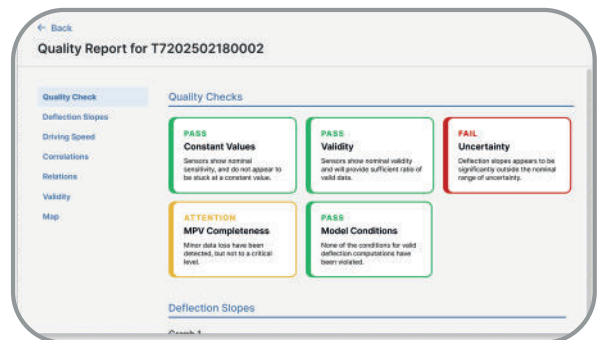 ← Back
Quality Report for T7202502180002
Quality Check
Deflection Slopes
Driving Speed
Correlations
Relations
Validity
Map
Quality Checks
PASS
Constant Values
Sensors show nominal
sensitivity, and do not appear to
be stuck at a constant value.
PASS
Validity
Sensors show nominal validity
and will provide sufficient ratio of
valid data.
FAIL
Uncertainty
Deflection slopes appears to be
significantly outside the nominal
range of uncertainty.
ATTENTION
MPV Completeness
Minor data loss have been
detected, but not to a critical
level.
PASS
Model Conditions
None of the conditions for valid
deflection computations have
been violated.
Deflection Slopes
Graph 1